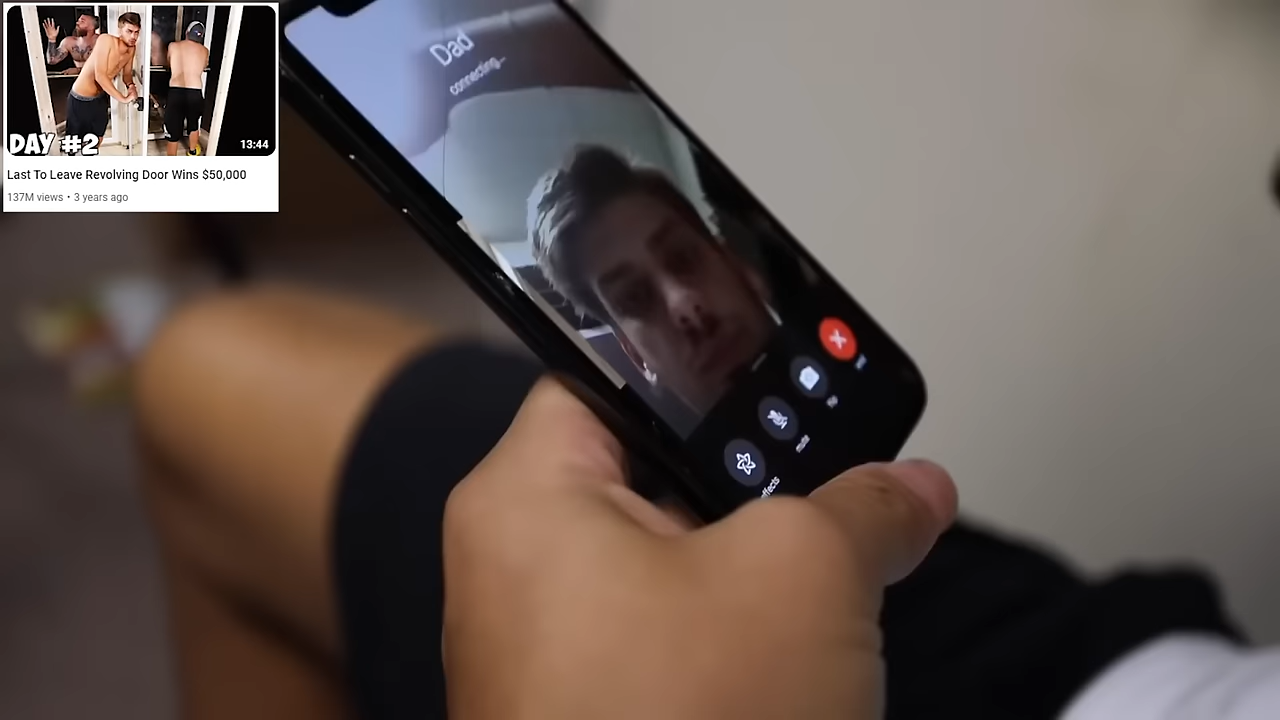 DAY #2
13:44
Last To Leave Revolving Door Wins $50,000
137M views • 3 years ago
Dad
connecting...
effects
mute
flip